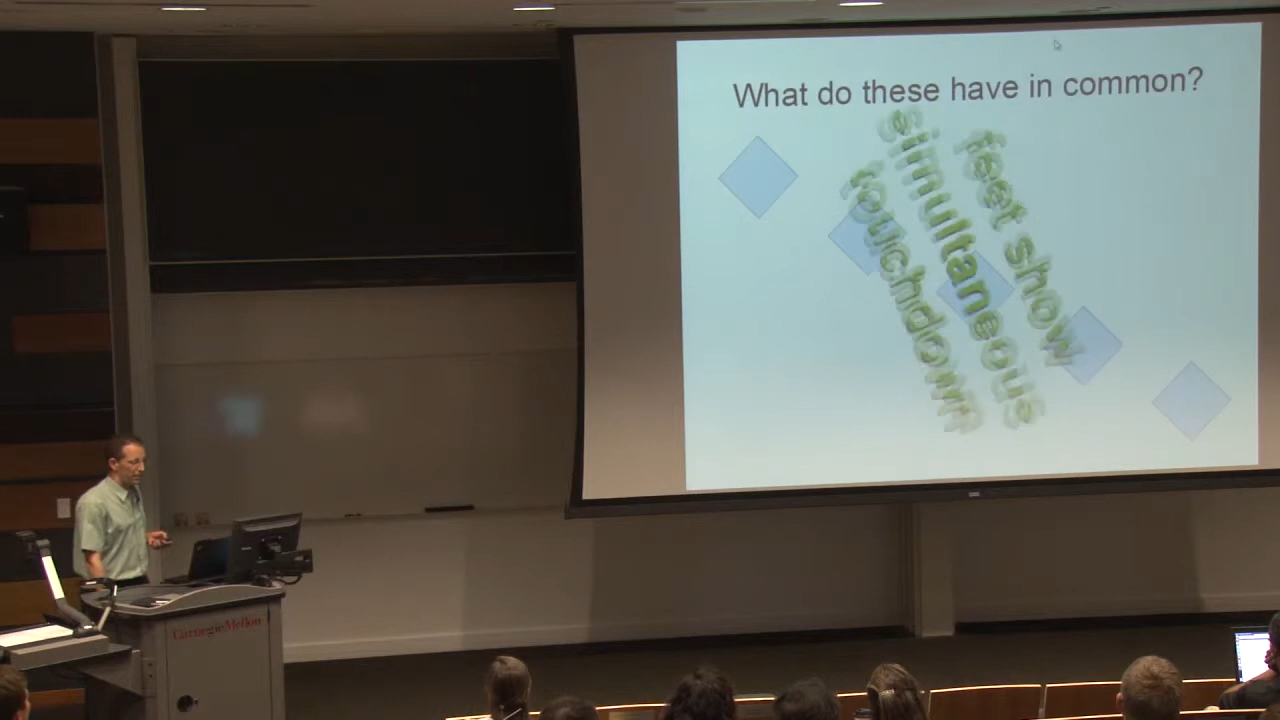 What do these have in common?
touchdown
simultaneous
feet show
Carnegie Mellon